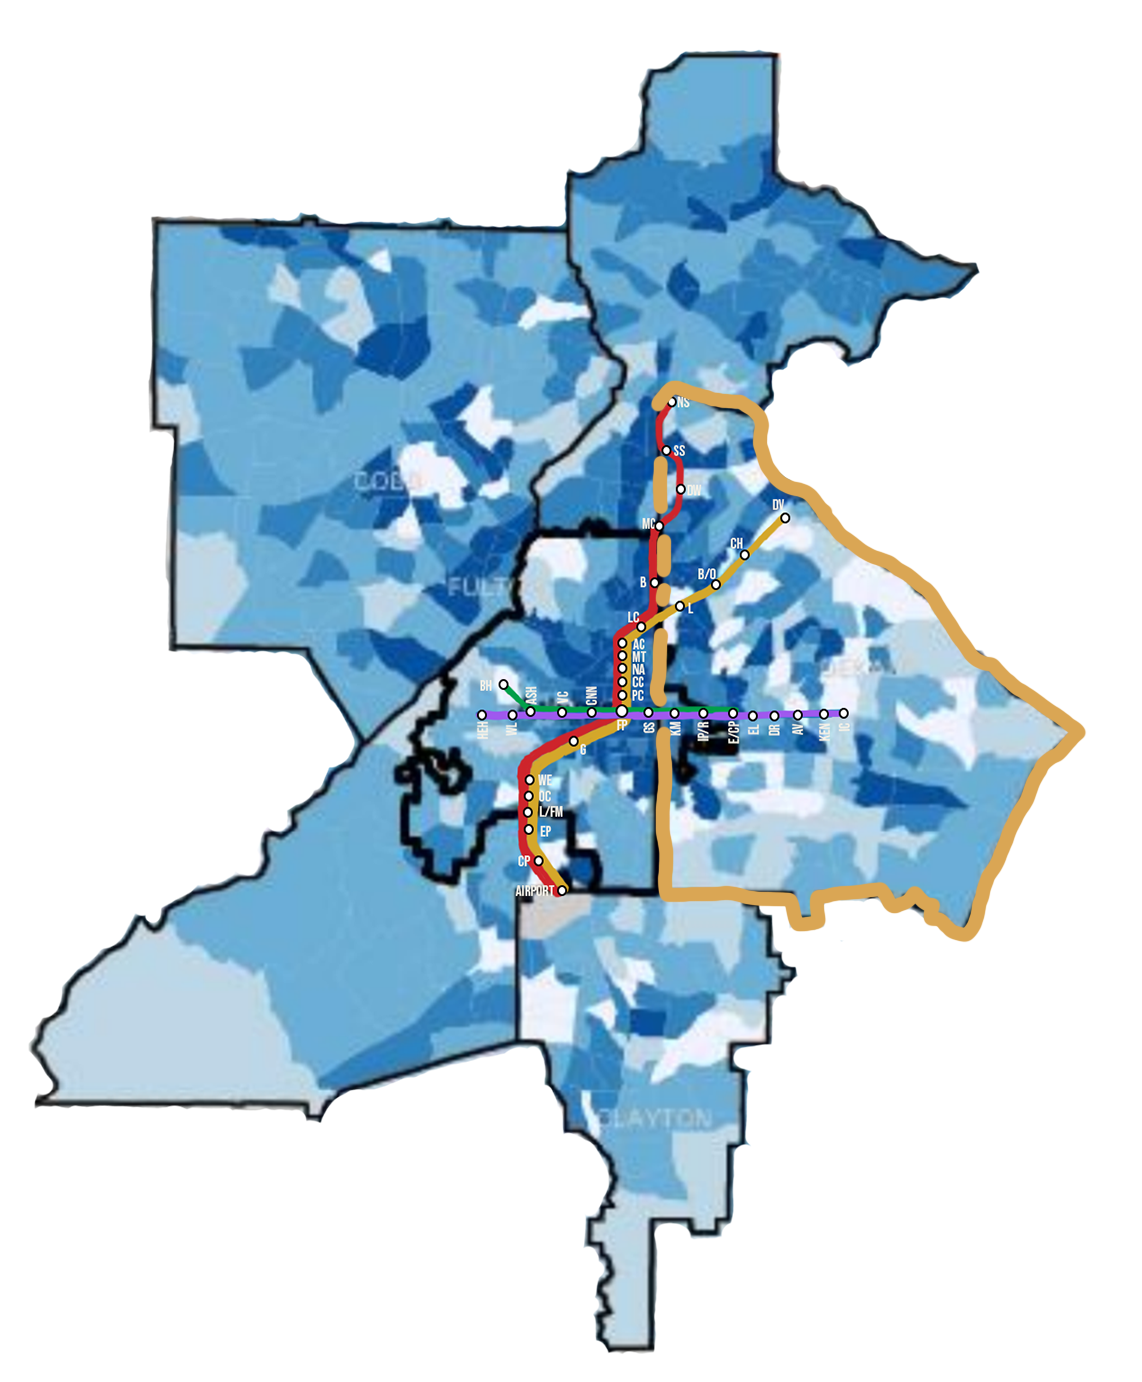 NS
COBB
SS
DW
DV
MC
CH
FULTON
B
B/O
LC
L
AC
MT
DEKALB
NA
BH
CC
ASH
VC
CNN
PC
HEH
WL
FP
GS
KM
IP/R
E/CP
EL
DR
AV
KEN
IC
G
WE
OC
L/FM
EP
CP
AIRPORT
CLAYTON